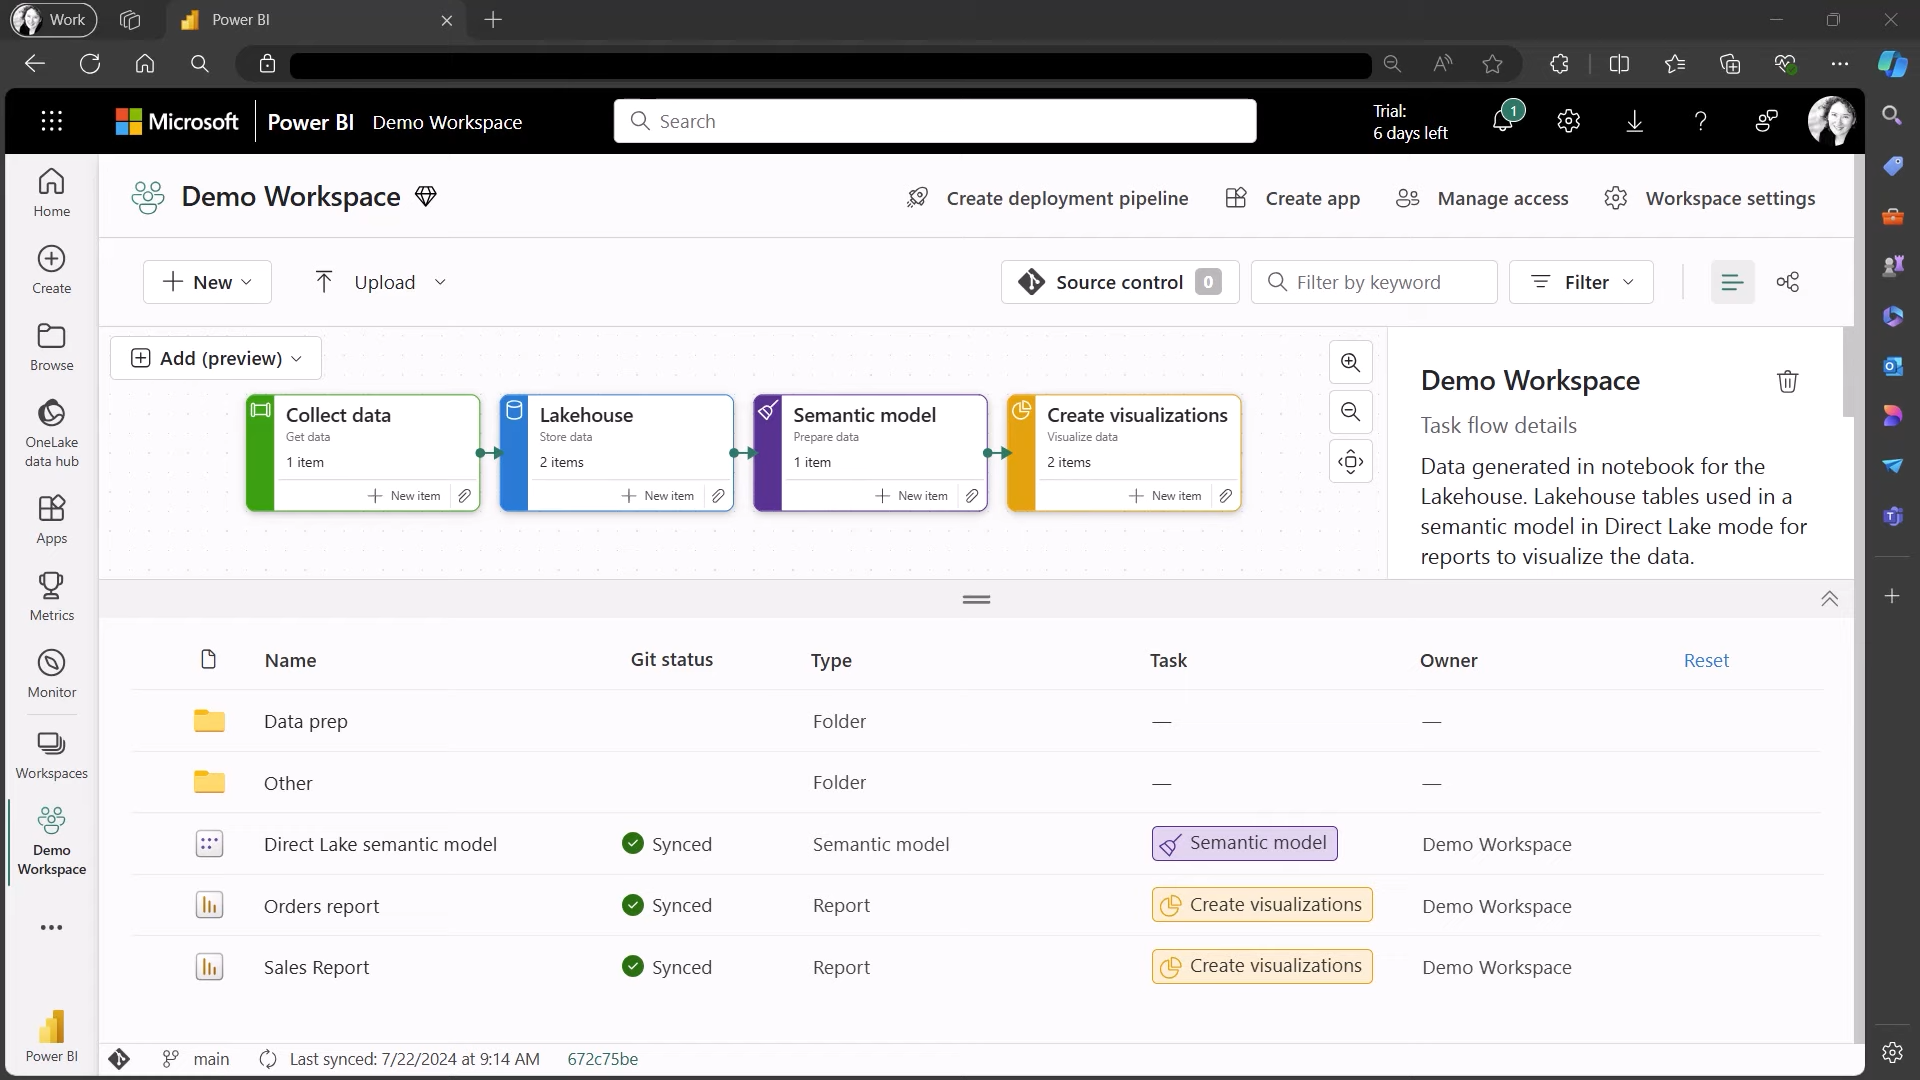 Work
Power BI
Microsoft
Power BI
Demo Workspace
Search
Trial:
6 days left
1
Home
Create
Browse
OneLake
data hub
Apps
Metrics
Monitor
Workspaces
Demo
Workspace
Power BI
Demo Workspace
Create deployment pipeline
Create app
Manage access
Workspace settings
New
Upload
Source control 0
Filter by keyword
Filter
Add (preview)
Collect data
Get data
1 item
New item
Lakehouse
Store data
2 items
New item
Semantic model
Prepare data
1 item
New item
Create visualizations
Visualize data
2 items
New item
Demo Workspace
Task flow details
Data generated in notebook for the
Lakehouse. Lakehouse tables used in a
semantic model in Direct Lake mode for
reports to visualize the data.
Name Git status Type Task Owner Reset
Data prep Folder — —
Other Folder — —
Direct Lake semantic model Synced Semantic model Semantic model Demo Workspace
Orders report Synced Report Create visualizations Demo Workspace
Sales Report Synced Report Create visualizations Demo Workspace
main Last synced: 7/22/2024 at 9:14 AM 672c75be